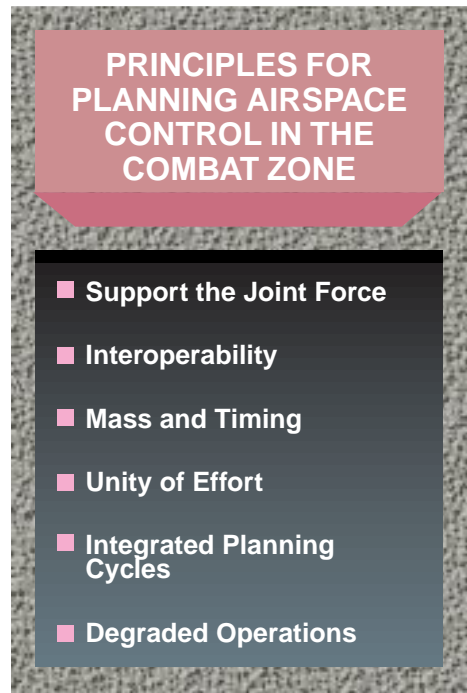 PRINCIPLES FOR
PLANNING AIRSPACE
CONTROL IN THE
COMBAT ZONE
Support the Joint Force
Interoperability
Mass and Timing
Unity of Effort
Integrated Planning
Cycles
Degraded Operations